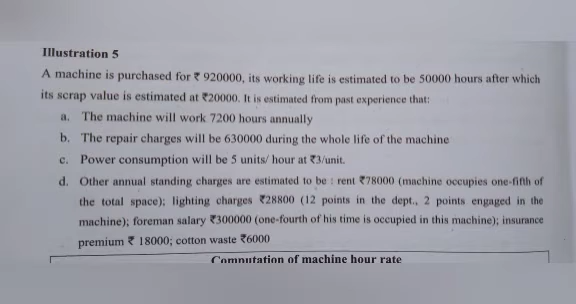 Illustration 5
A machine is purchased for ₹ 920000, its working life is estimated to be 50000 hours after which
its scrap value is estimated at ₹20000. It is estimated from past experience that:
a. The machine will work 7200 hours annually
b. The repair charges will be 630000 during the whole life of the machine
c. Power consumption will be 5 units/ hour at ₹3/unit.
d. Other annual standing charges are estimated to be : rent ₹78000 (machine occupies one-fifth of
the total space); lighting charges ₹28800 (12 points in the dept., 2 points engaged in the
machine); foreman salary ₹300000 (one-fourth of his time is occupied in this machine); insurance
premium ₹ 18000; cotton waste ₹6000
Computation of machine hour rate